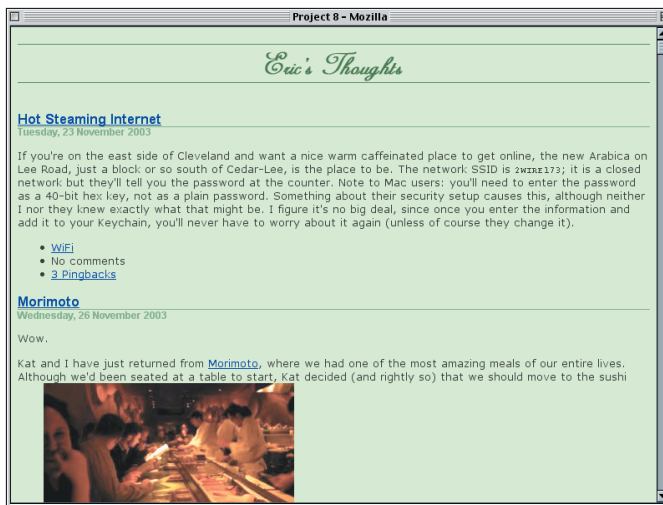 Project 8 - Mozilla
Eric's Thoughts
Hot Steaming Internet
Tuesday, 23 November 2003
If you're on the east side of Cleveland and want a nice warm caffeinated place to get online, the new Arabica on
Lee Road, just a block or so south of Cedar-Lee, is the place to be. The network SSID is 2WIRE173; it is a closed
network but they'll tell you the password at the counter. Note to Mac users: you'll need to enter the password
as a 40-bit hex key, not as a plain password. Something about their security setup causes this, although neither
I nor they knew exactly what that might be. I figure it's no big deal, since once you enter the information and
add it to your Keychain, you'll never have to worry about it again (unless of course they change it).
• WiFi
• No comments
• 3 Pingbacks
Morimoto
Wednesday, 26 November 2003
Wow.
Kat and I have just returned from Morimoto, where we had one of the most amazing meals of our entire lives.
Although we'd been seated at a table to start, Kat decided (and rightly so) that we should move to the sushi